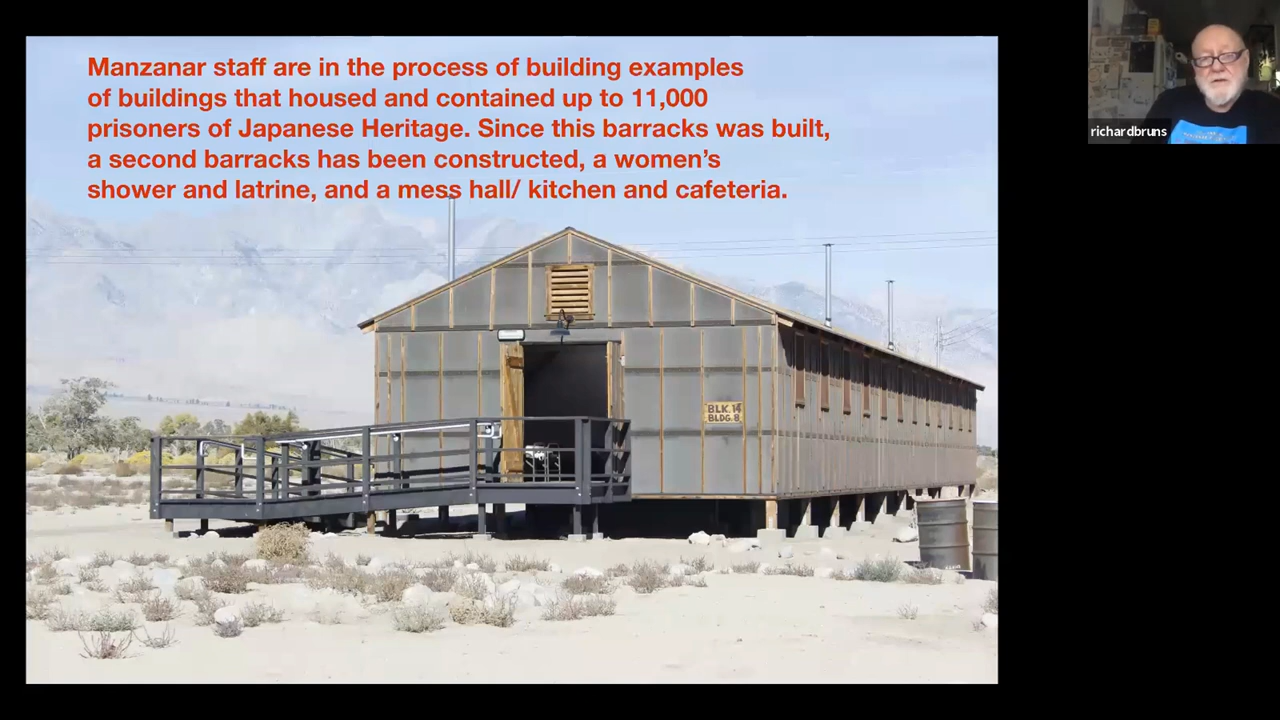 Manzanar staff are in the process of building examples
of buildings that housed and contained up to 11,000
prisoners of Japanese Heritage. Since this barracks was built,
a second barracks has been constructed, a women’s
shower and latrine, and a mess hall/ kitchen and cafeteria.
richardbruns
BLK.14
BLDG.8